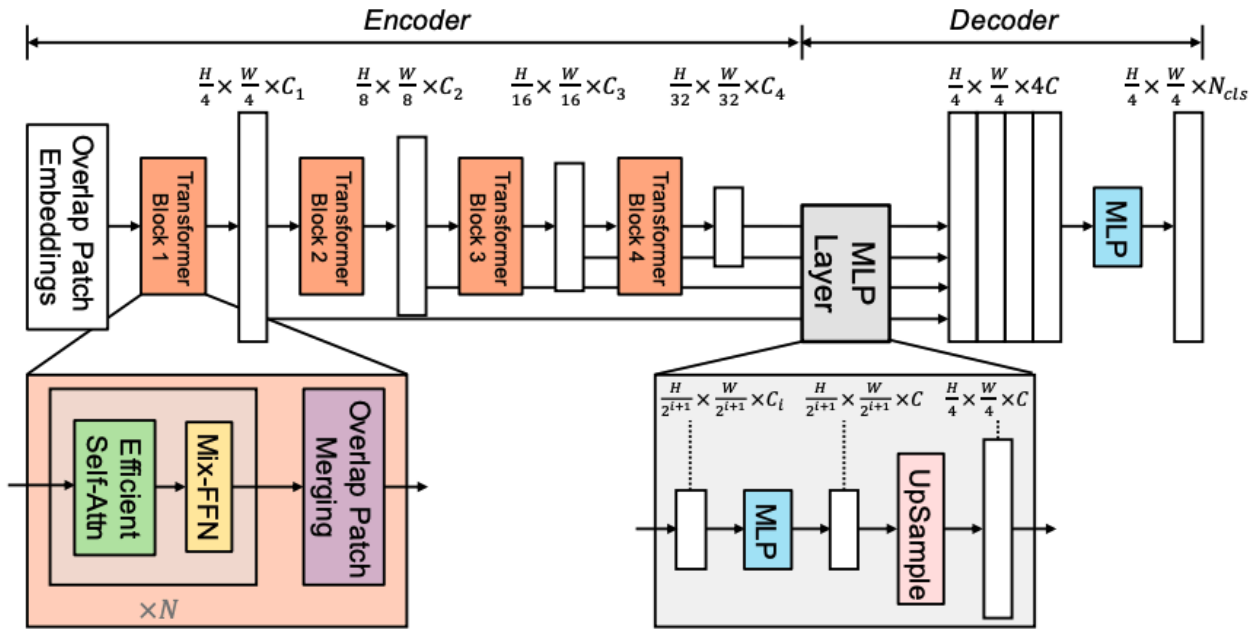 Encoder
Decoder
H/4 × W/4 × C₁
H/8 × W/8 × C₂
H/16 × W/16 × C₃
H/32 × W/32 × C₄
H/4 × W/4 × 4C
H/4 × W/4 × N_cls
Overlap Patch
Embeddings
Transformer
Block 1
Transformer
Block 2
Transformer
Block 3
Transformer
Block 4
MLP
Layer
MLP
Efficient
Self-Attn
Mix-FFN
Overlap Patch
Merging
×N
H/2^{i+1} × W/2^{i+1} × C_i
H/2^{i+1} × W/2^{i+1} × C
H/4 × W/4 × C
MLP
UpSample